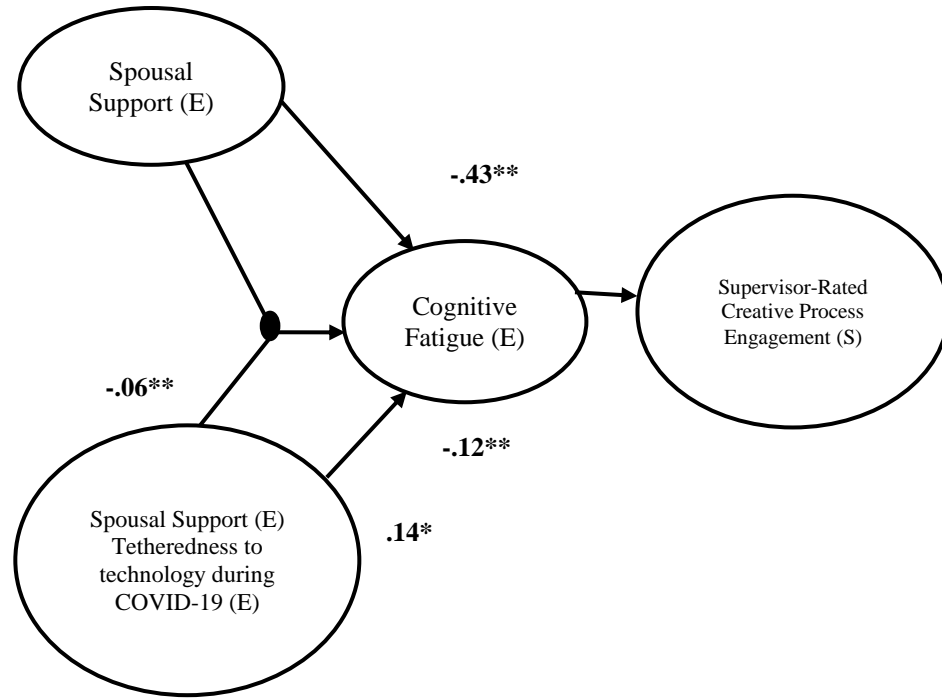 Spousal
Support (E)
-.43**
Cognitive
Fatigue (E)
Supervisor-Rated
Creative Process
Engagement (S)
-.06**
-.12**
.14*
Spousal Support (E)
Tetheredness to
technology during
COVID-19 (E)